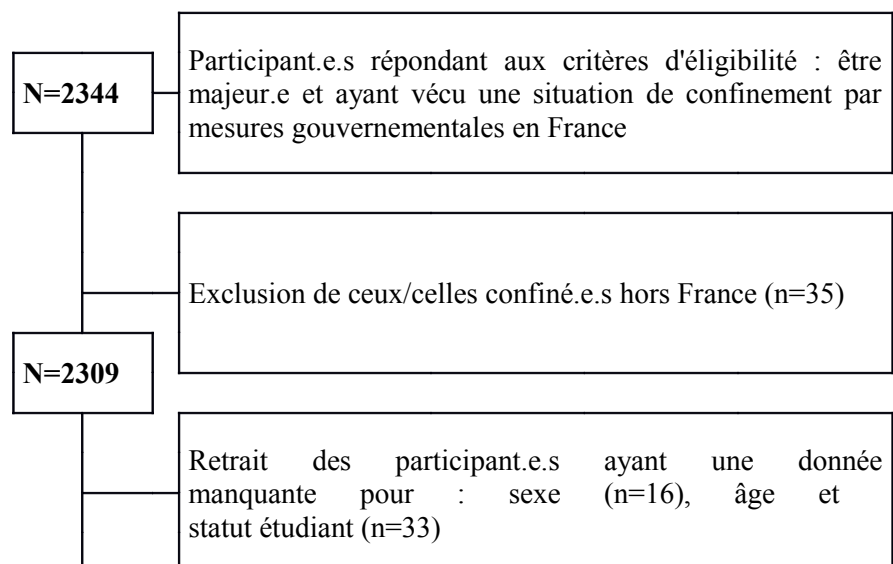 N=2344
Participant.e.s répondant aux critères d'éligibilité : être
majeur.e et ayant vécu une situation de confinement par
mesures gouvernementales en France
Exclusion de ceux/celles confiné.e.s hors France (n=35)
N=2309
Retrait des participant.e.s ayant une donnée
manquante pour : sexe (n=16), âge et
statut étudiant (n=33)